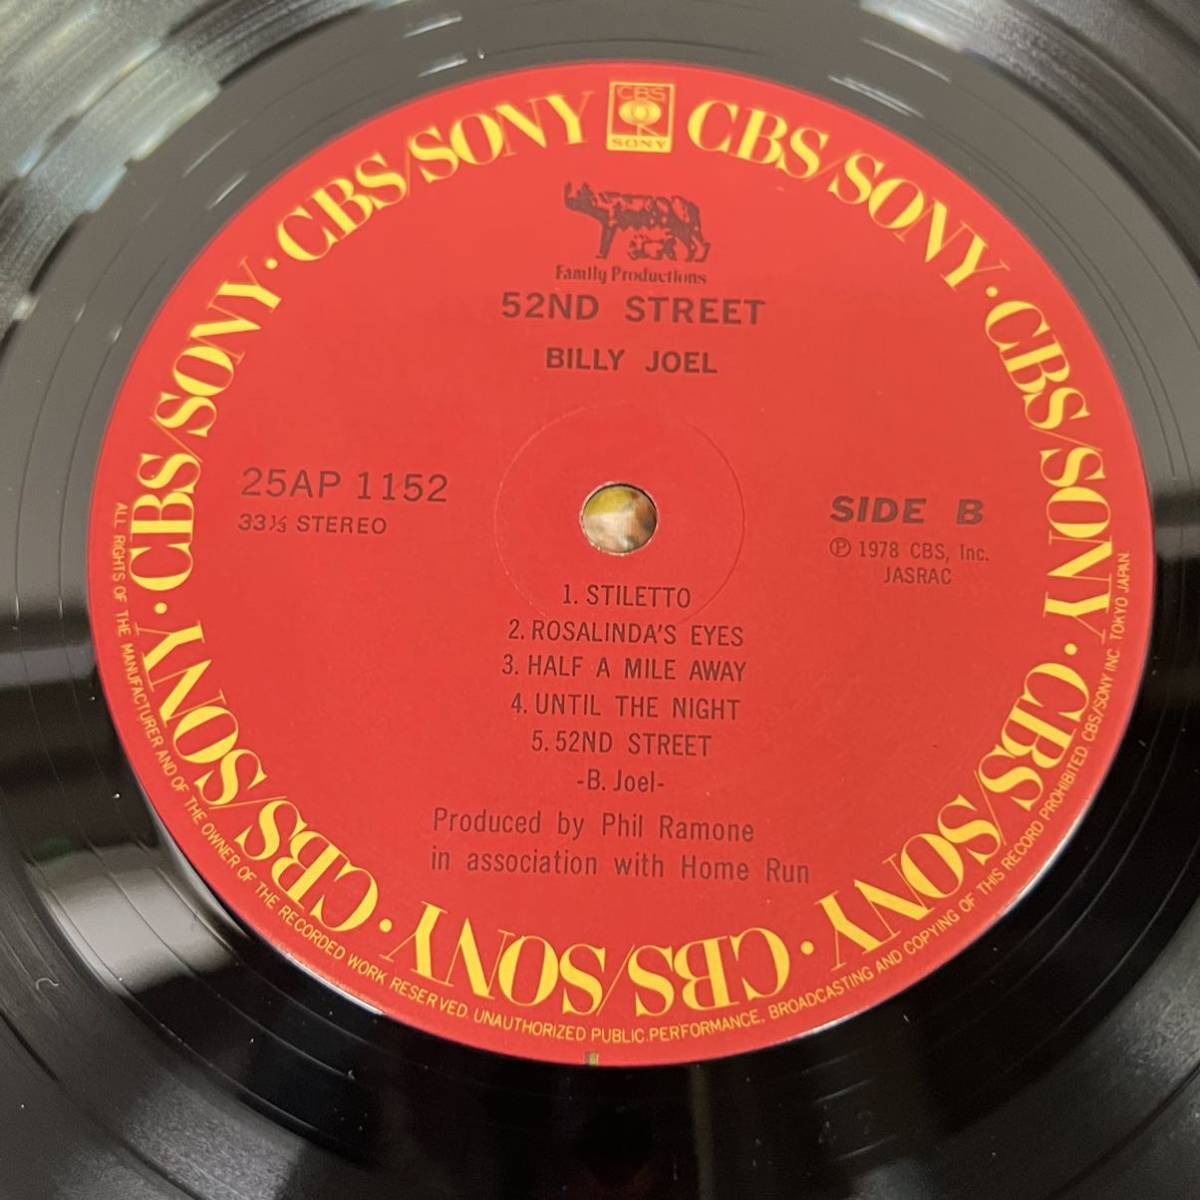 CBS/SONY · CBS/SONY · CBS/SONY · CBS/SONY · CBS/SONY · CBS/SONY · CBS/SONY · CBS/SONY
CBS
SONY
Family Productions
52ND STREET
BILLY JOEL
25AP 1152
33⅓ STEREO
SIDE B
Ⓟ 1978 CBS, Inc.
JASRAC
1. STILETTO
2. ROSALINDA'S EYES
3. HALF A MILE AWAY
4. UNTIL THE NIGHT
5. 52ND STREET
-B. Joel-
Produced by Phil Ramone
in association with Home Run
ALL RIGHTS OF THE MANUFACTURER AND OF THE OWNER OF THE RECORDED WORK RESERVED. UNAUTHORIZED PUBLIC PERFORMANCE, BROADCASTING AND COPYING OF THIS RECORD PROHIBITED CBS/SONY INC. TOKYO JAPAN.